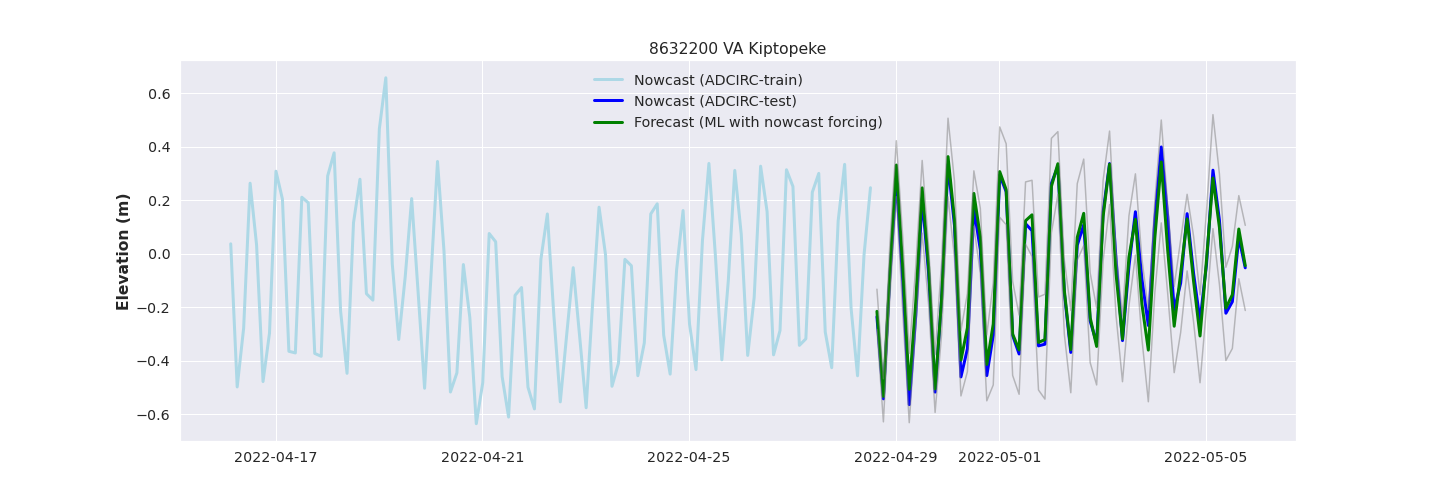 8632200 VA Kiptopeke
Nowcast (ADCIRC-train)
Nowcast (ADCIRC-test)
Forecast (ML with nowcast forcing)
Elevation (m)
0.6
0.4
0.2
0.0
−0.2
−0.4
−0.6
2022-04-17 2022-04-21 2022-04-25 2022-04-29 2022-05-01 2022-05-05